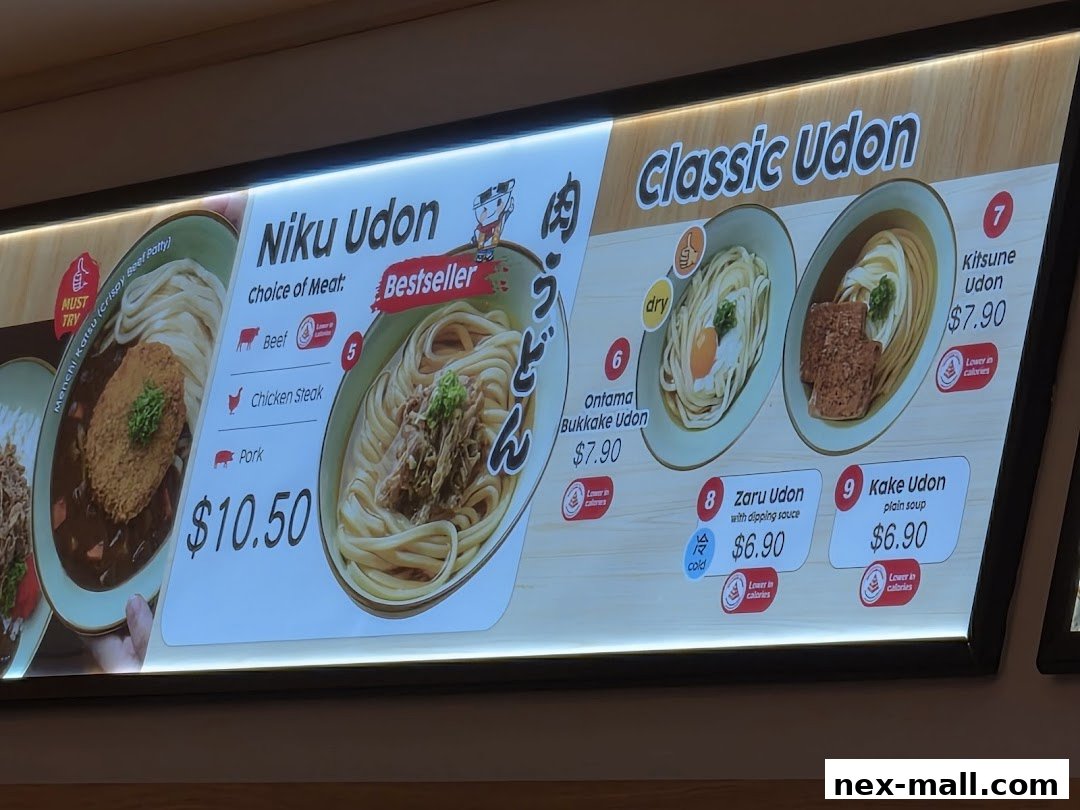 MUST
TRY
Menchi Katsu (Crispy Beef Patty)
Niku Udon
Choice of Meat:
Beef
Lower in
calories
Chicken Steak
Pork
$10.50
Bestseller
5
肉うどん
Classic Udon
dry
6
Ontama
Bukkake Udon
$7.90
Lower in
calories
7
Kitsune
Udon
$7.90
Lower in
calories
8
Zaru Udon
with dipping sauce
$6.90
冷
cold
Lower in
calories
9
Kake Udon
plain soup
$6.90
Lower in
calories
nex-mall.com